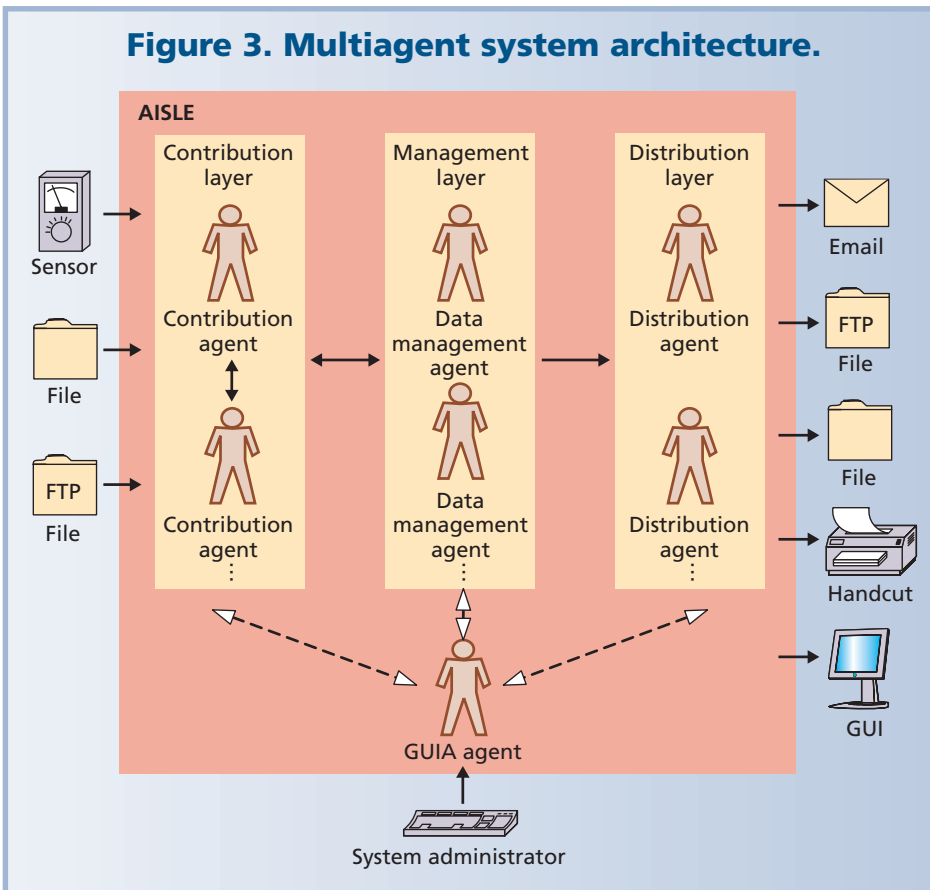 Figure 3. Multiagent system architecture.
AISLE
Contribution
layer
Contribution
agent
Contribution
agent
⋮
Management
layer
Data
management
agent
Data
management
agent
...
Distribution
layer
Distribution
agent
Distribution
agent
⋮
Sensor
File
FTP
File
Email
FTP
File
File
Handcut
GUI
GUIA agent
System administrator